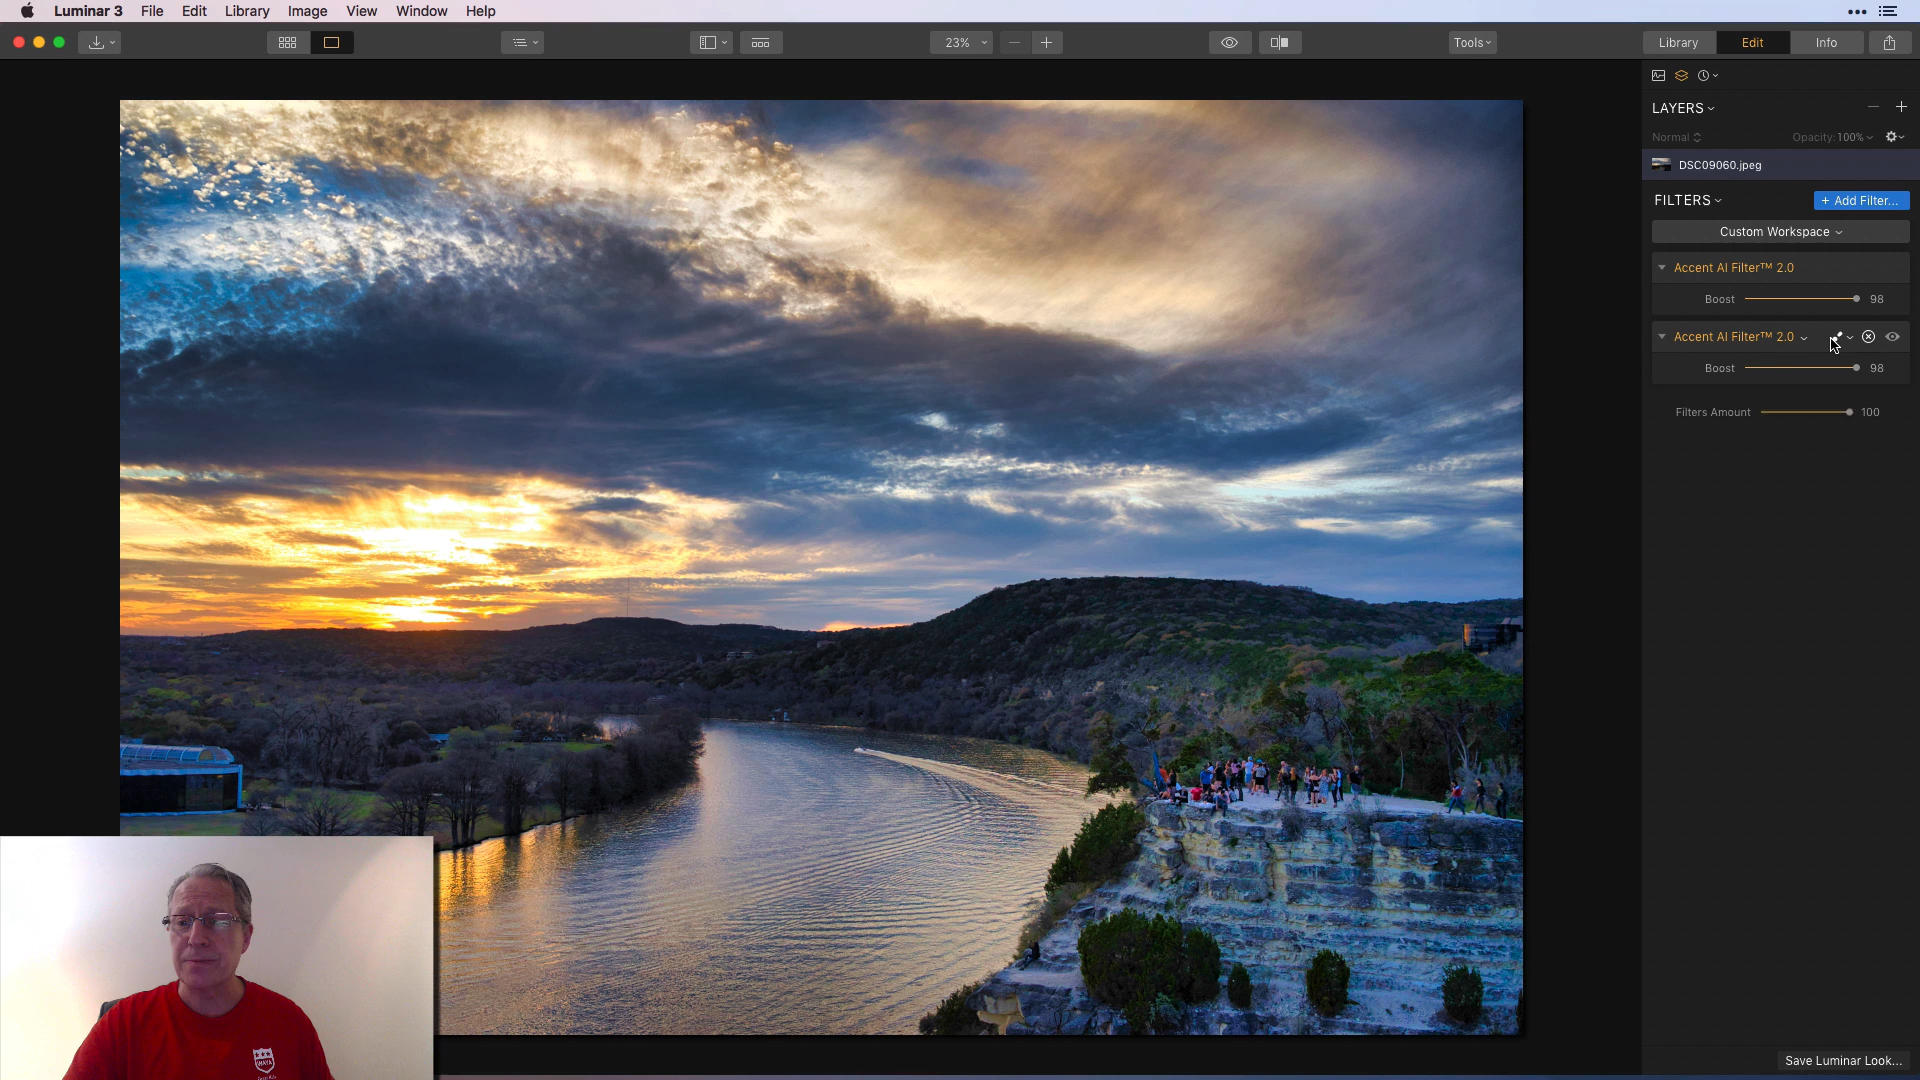 Luminar 3 File Edit Library Image View Window Help
23% Tools Library Edit Info
LAYERS
Normal Opacity: 100%
DSC09060.jpeg
FILTERS + Add Filter...
Custom Workspace
Accent AI Filter™ 2.0
Boost 98
Accent AI Filter™ 2.0
Boost 98
Filters Amount 100
Save Luminar Look...